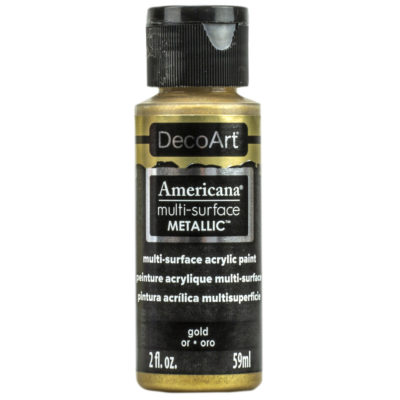 DecoArt
Americana®
multi-surface
METALLIC™
multi-surface acrylic paint
peinture acrylique multi-surface
pintura acrílica multisuperficie
gold
or • oro
2 fl. oz. 59ml